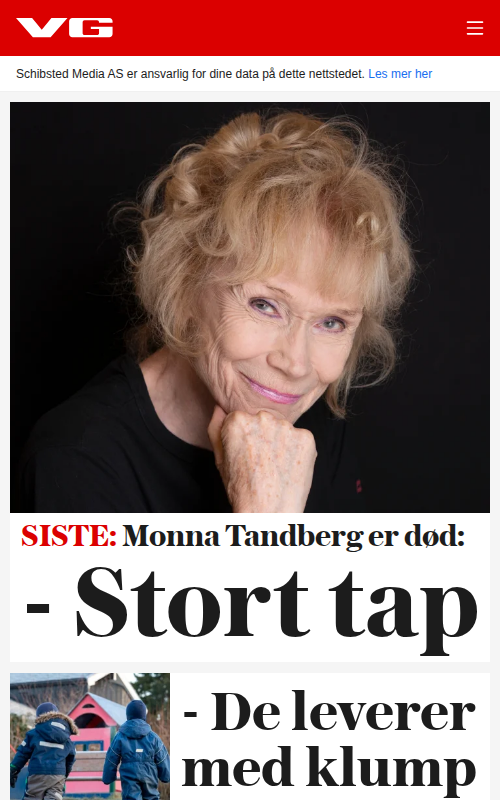 VG
Schibsted Media AS er ansvarlig for dine data på dette nettstedet. Les mer her
SISTE: Monna Tandberg er død:
- Stort tap
- De leverer
med klump